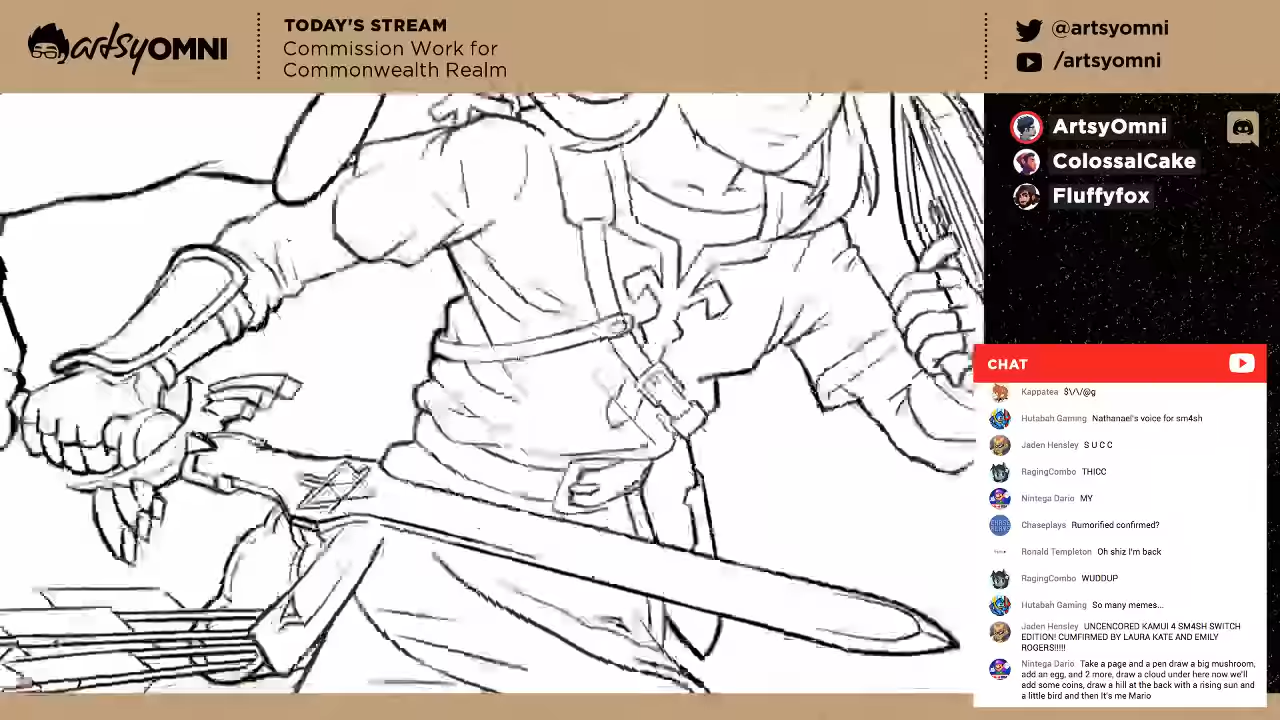 artsyOMNI
TODAY'S STREAM
Commission Work for
Commonwealth Realm
@artsyomni
/artsyomni
ArtsyOmni
ColossalCake
Fluffyfox
CHAT
Kappatea $\/\/@g
Hutabah Gaming Nathanael's voice for sm4sh
Jaden Hensley S U C C
RagingCombo THICC
Nintega Dario MY
Chaseplays Rumorified confirmed?
Ronald Templeton Oh shiz I'm back
RagingCombo WUDDUP
Hutabah Gaming So many memes...
Jaden Hensley UNCENCORED KAMUI 4 SM4SH SWITCH
EDITION! CUMFIRMED BY LAURA KATE AND EMILY
ROGERS!!!!!
Nintega Dario Take a page and a pen draw a big mushroom,
add an egg, and 2 more, draw a cloud under here now we'll
add some coins, draw a hill at the back with a rising sun and
a little bird and then It's me Mario